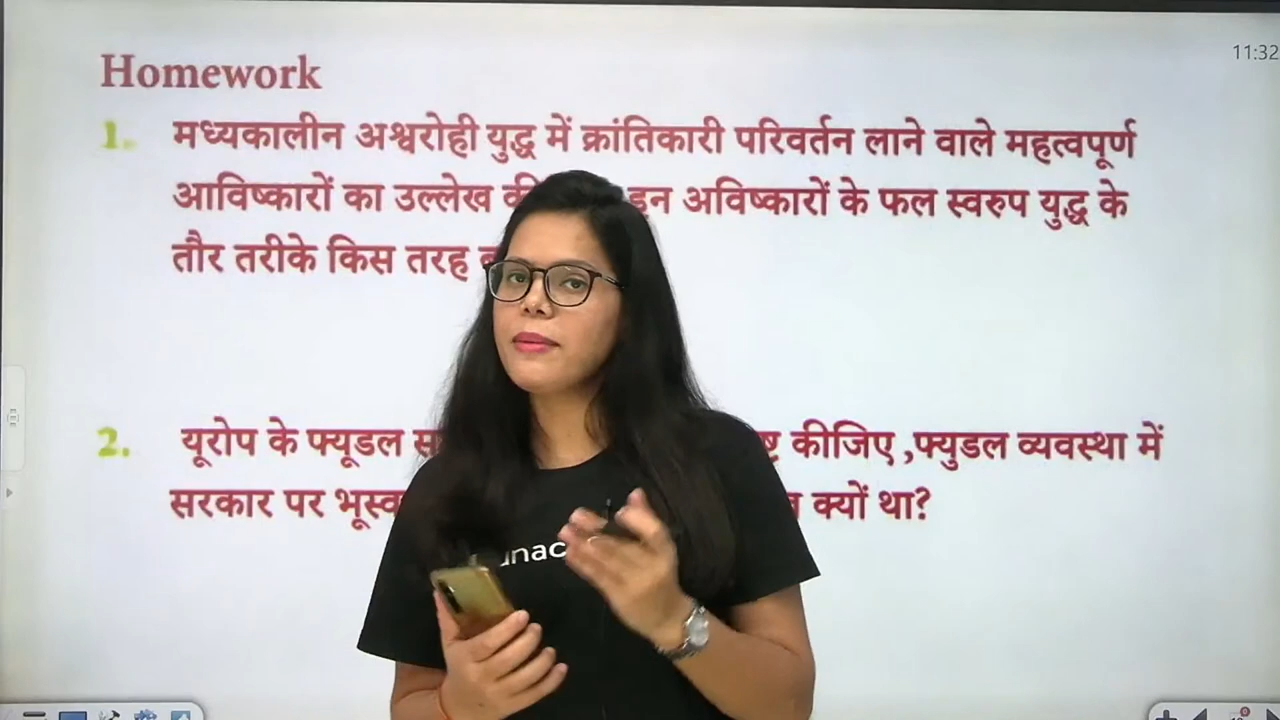 Homework
11:32
1. मध्यकालीन अश्वरोही युद्ध में क्रांतिकारी परिवर्तन लाने वाले महत्वपूर्ण
आविष्कारों का उल्लेख इन अविष्कारों के फल स्वरुप युद्ध के
तौर तरीके किस तरह
2. यूरोप के फ्यूडल कीजिए ,फ्युडल व्यवस्था में
सरकार पर क्यों था?